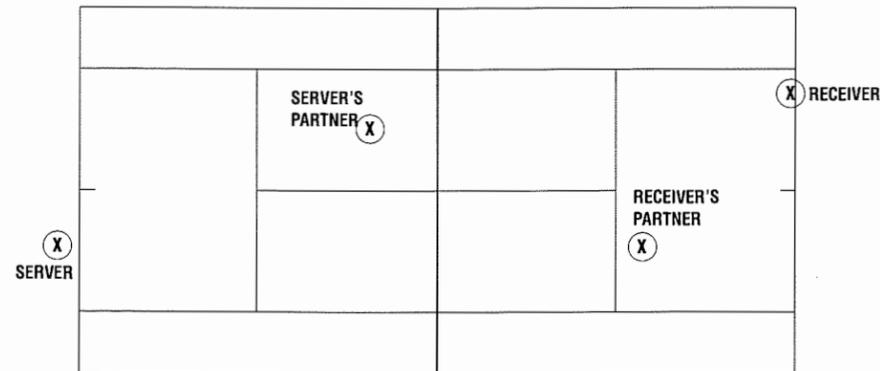 SERVER'S
PARTNER
X
X RECEIVER
RECEIVER'S
PARTNER
X
X
SERVER